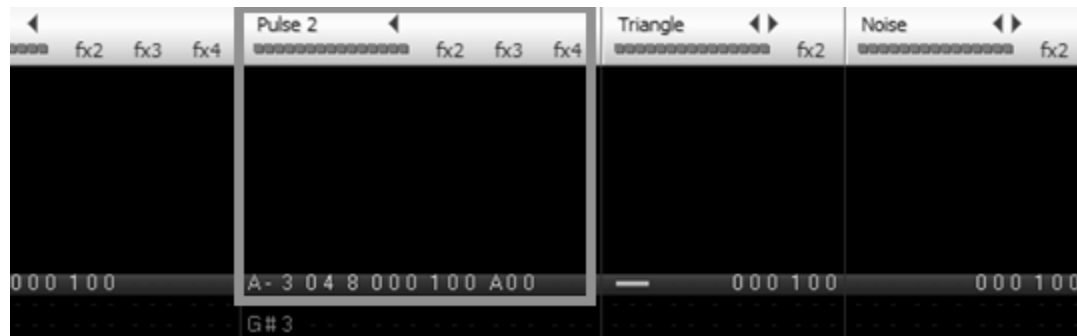 Pulse 2 Triangle Noise
fx2 fx3 fx4 fx2 fx3 fx4 fx2 fx2
000 100 A-3 04 8 000 100 A00 000 100 000 100
G#3